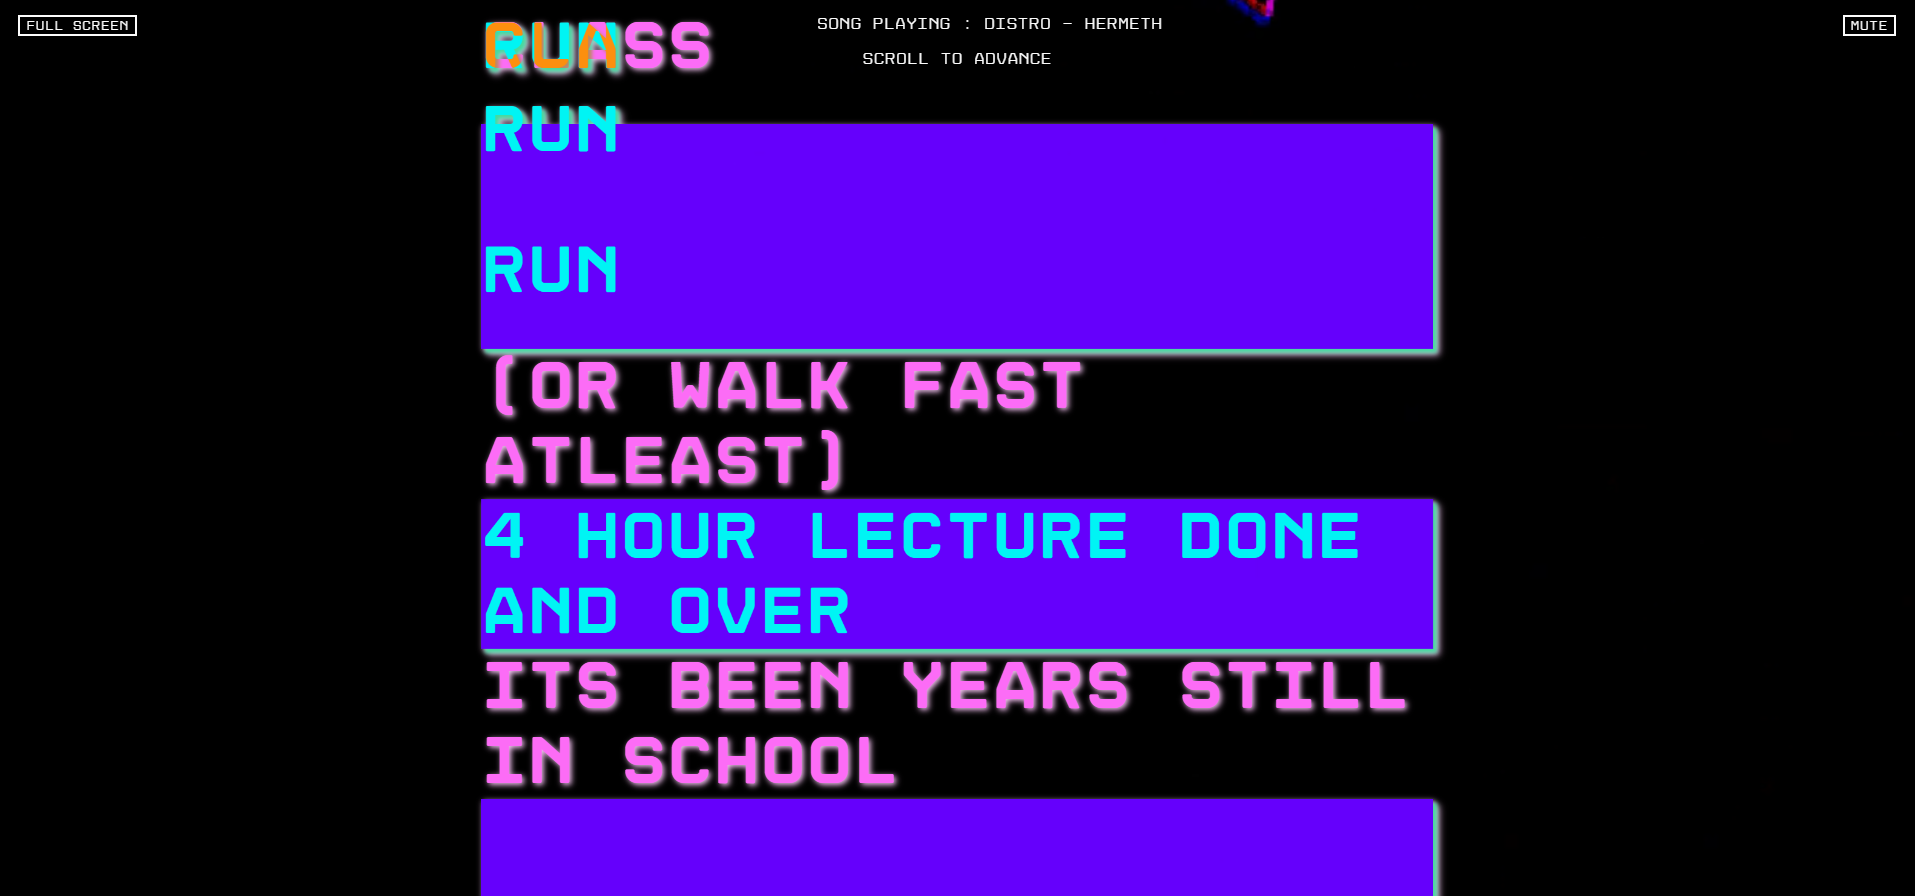 FULL SCREEN
SONG PLAYING : DISTRO - HERMETH
MUTE
SCROLL TO ADVANCE
RUN
RUN
(OR WALK FAST
ATLEAST)
4 HOUR LECTURE DONE
AND OVER
ITS BEEN YEARS STILL
IN SCHOOL